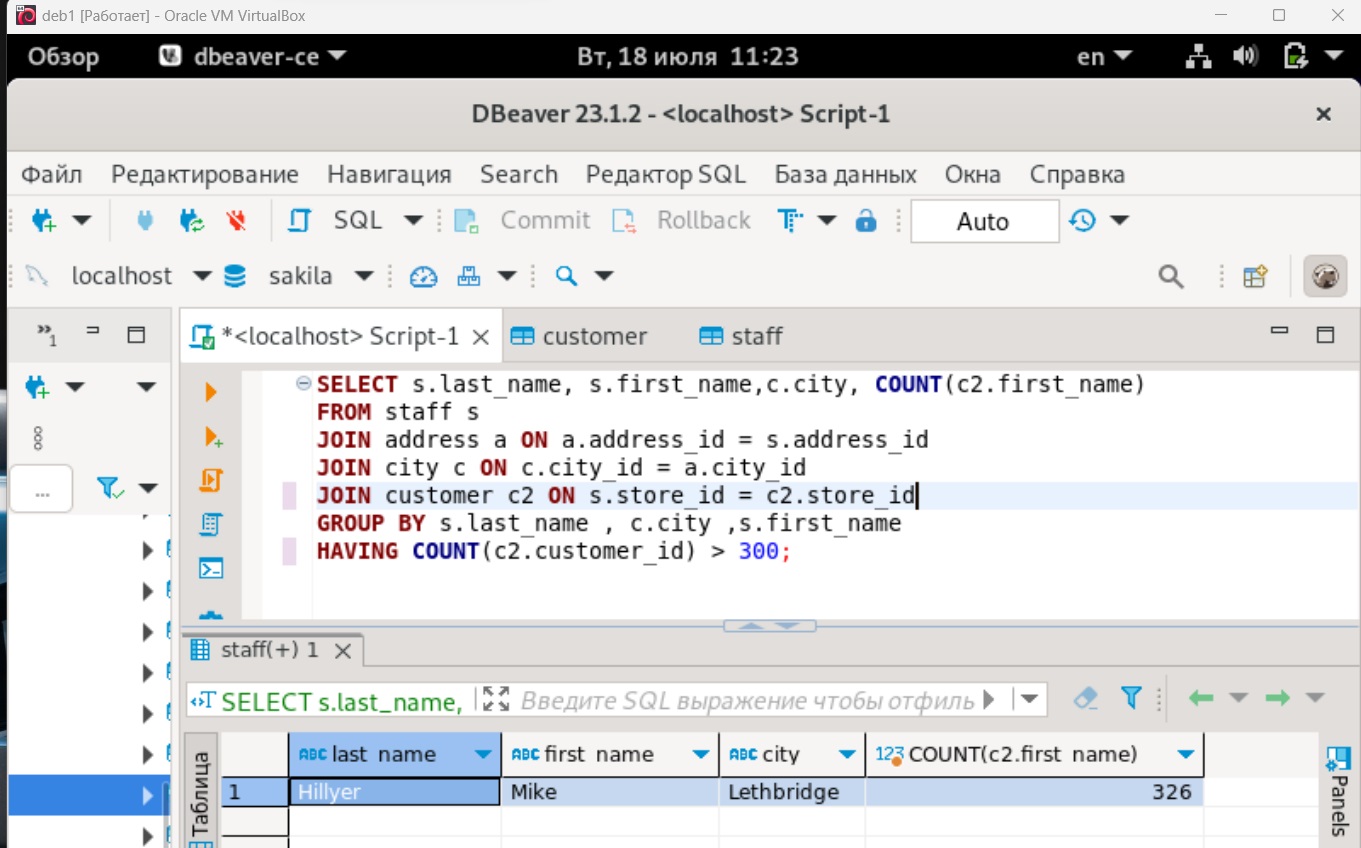 deb1 [Работает] - Oracle VM VirtualBox
Обзор dbeaver-ce Вт, 18 июля 11:23 en
DBeaver 23.1.2 - <localhost> Script-1
Файл Редактирование Навигация Search Редактор SQL База данных Окна Справка
SQL Commit Rollback Auto
localhost sakila
»1 *<localhost> Script-1 customer staff
SELECT s.last_name, s.first_name,c.city, COUNT(c2.first_name)
FROM staff s
JOIN address a ON a.address_id = s.address_id
JOIN city c ON c.city_id = a.city_id
JOIN customer c2 ON s.store_id = c2.store_id
GROUP BY s.last_name , c.city ,s.first_name
HAVING COUNT(c2.customer_id) > 300;
...
staff(+) 1
SELECT s.last_name, Введите SQL выражение чтобы отфиль
Таблица
ABC last_name ABC first_name ABC city 123 COUNT(c2.first_name)
1 Hillyer Mike Lethbridge 326
Panels